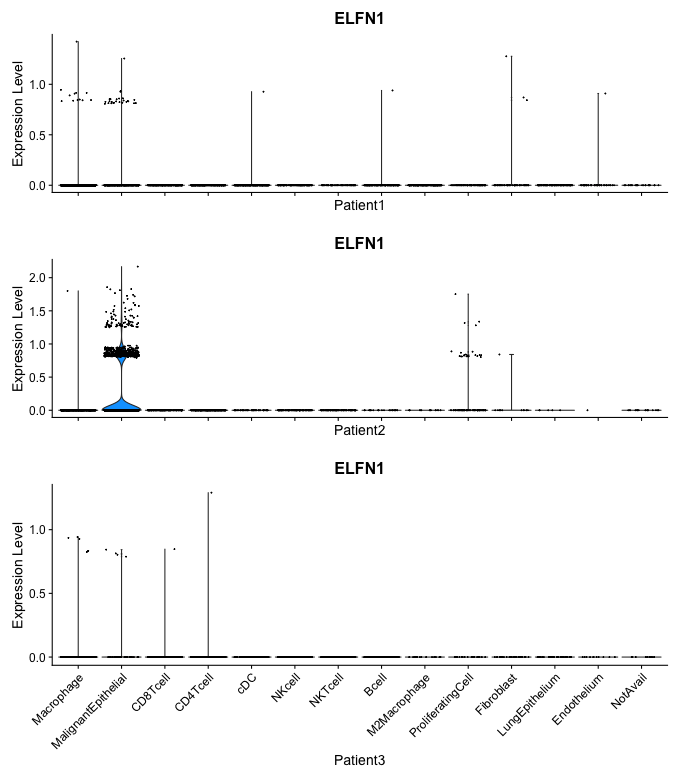 ELFN1
Expression Level
1.0
0.5
0.0
Patient1
ELFN1
Expression Level
2.0
1.5
1.0
0.5
0.0
Patient2
ELFN1
Expression Level
1.0
0.5
0.0
Macrophage
MalignantEpithelial
CD8Tcell
CD4Tcell
cDC
NKcell
NKTcell
Bcell
M2Macrophage
ProliferatingCell
Fibroblast
LungEpithelium
Endothelium
NotAvail
Patient3